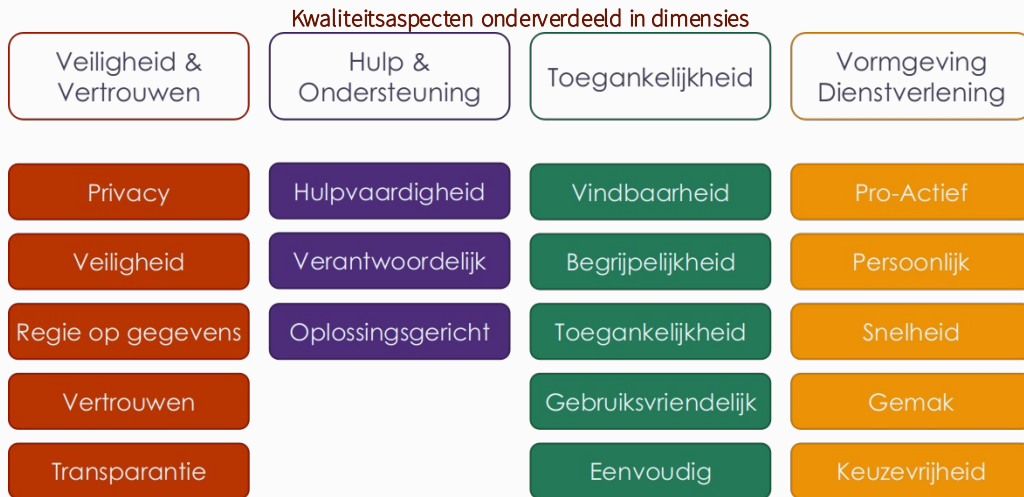 Kwaliteitsaspecten onderverdeeld in dimensies
Veiligheid &
Vertrouwen
Hulp &
Ondersteuning
Toegankelijkheid
Vormgeving
Dienstverlening
Privacy
Hulpvaardigheid
Vindbaarheid
Pro-Actief
Veiligheid
Verantwoordelijk
Begrijpelijkheid
Persoonlijk
Regie op gegevens
Oplossingsgericht
Toegankelijkheid
Snelheid
Vertrouwen
Gebruiksvriendelijk
Gemak
Transparantie
Eenvoudig
Keuzevrijheid